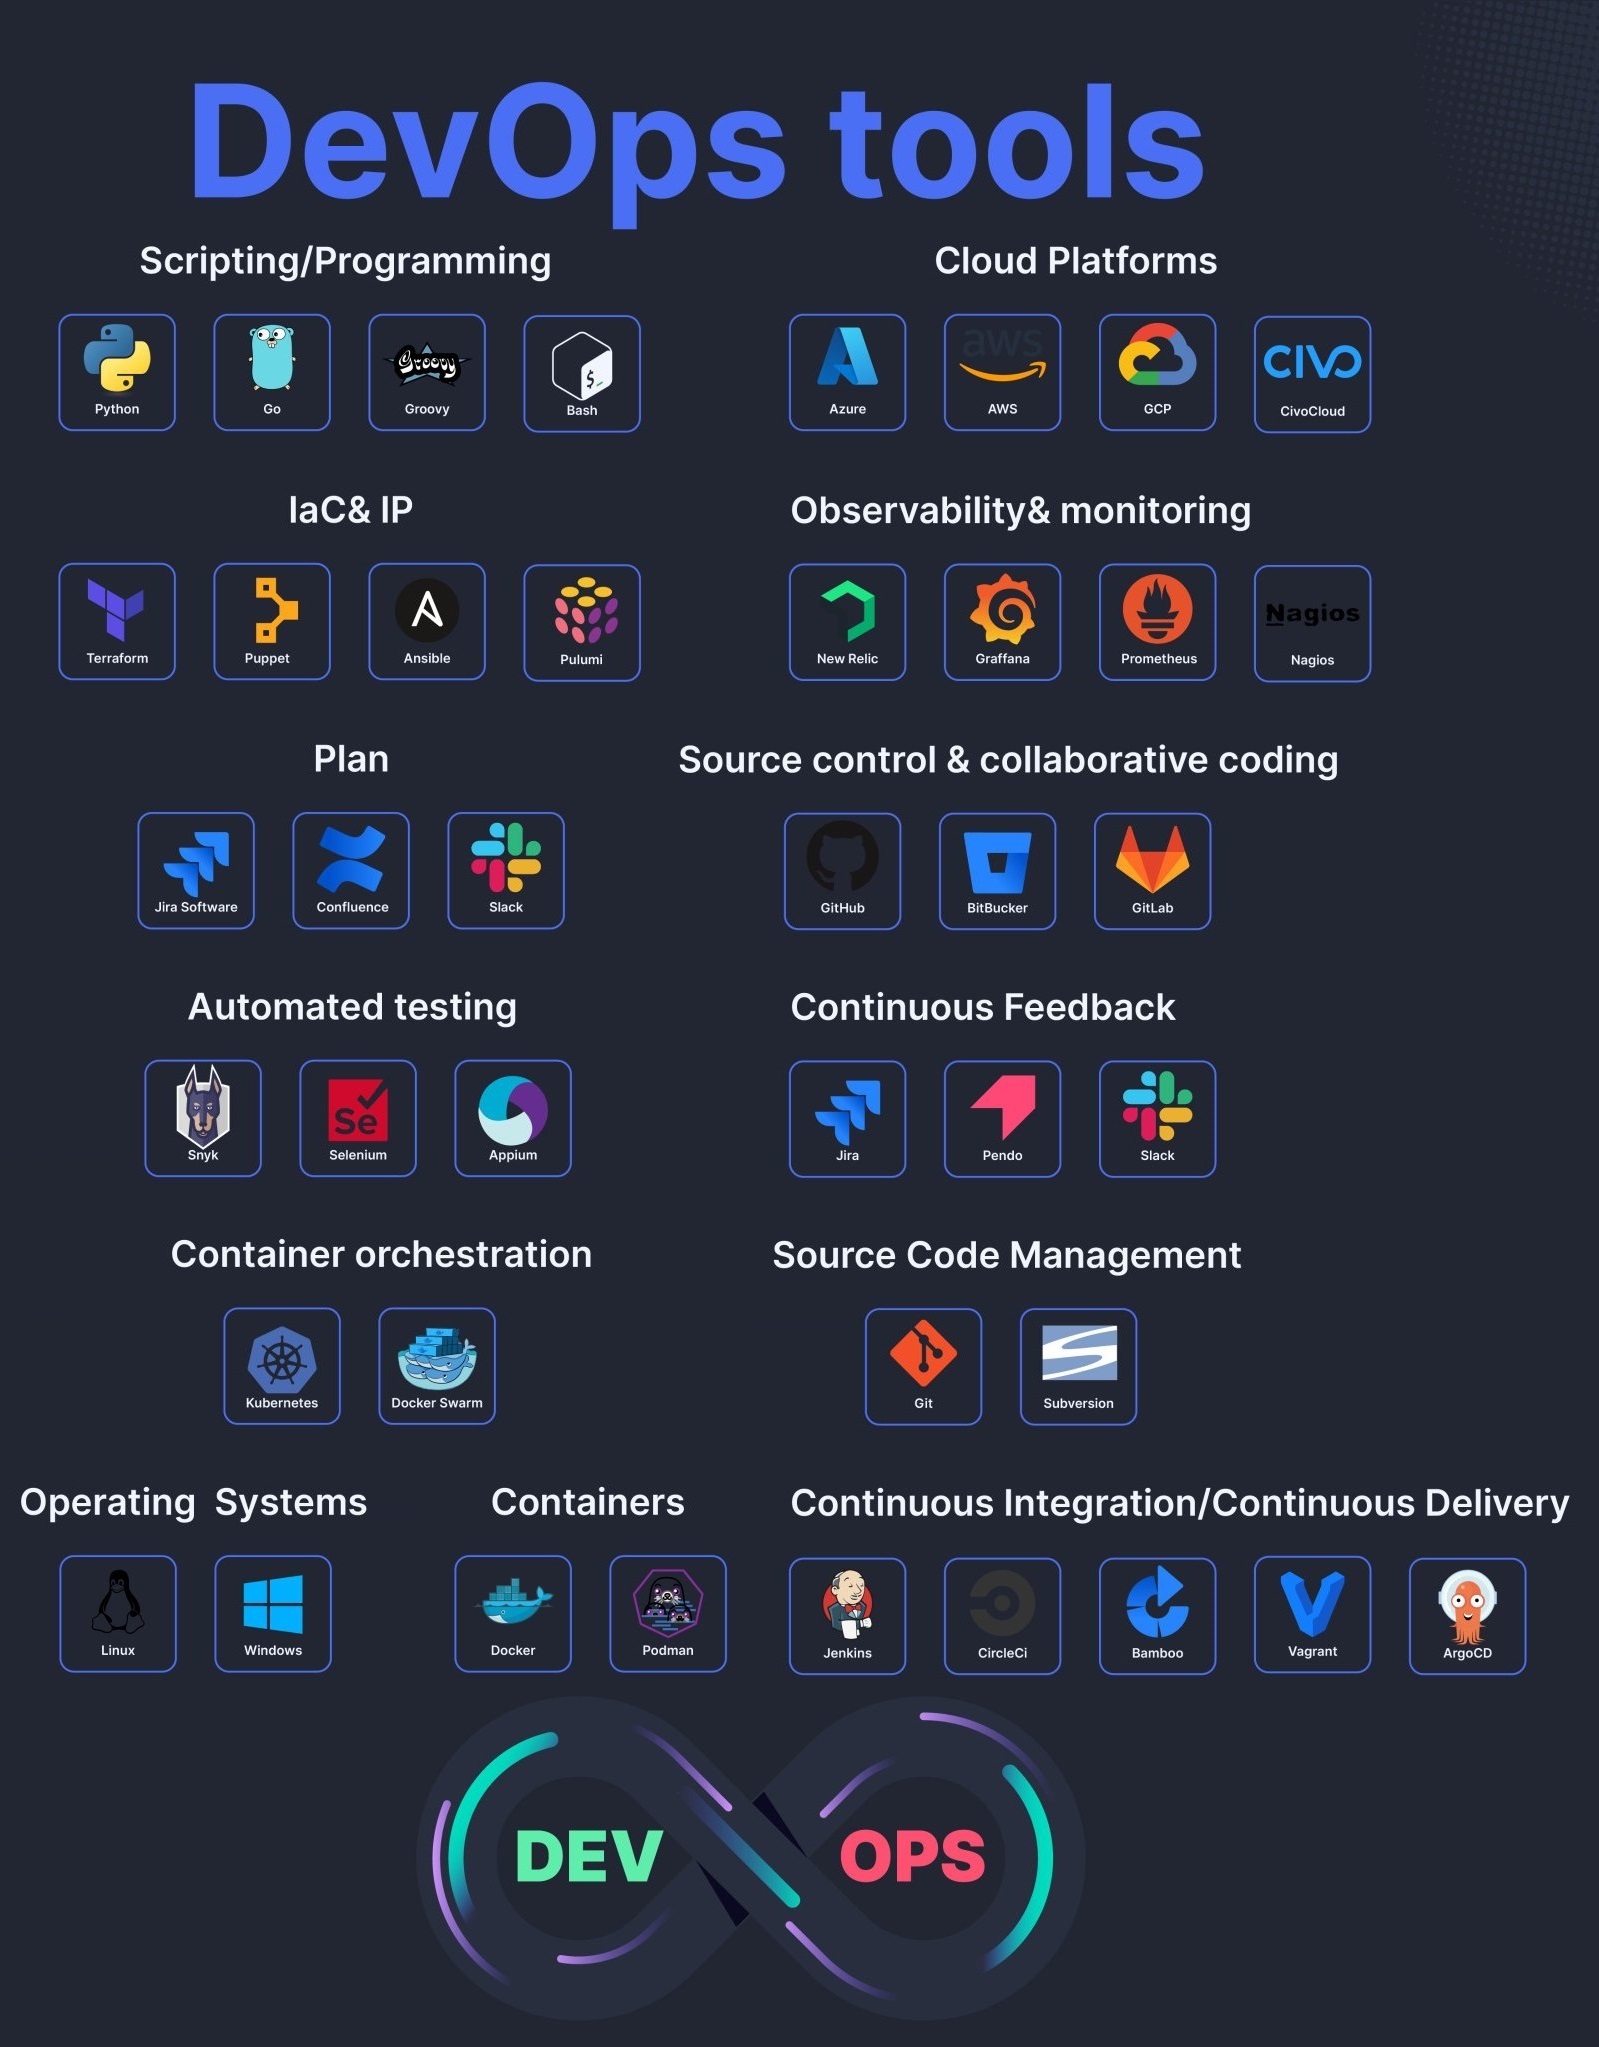 DevOps tools
Scripting/Programming
Python
Go
Groovy
Groovy
$_
Bash
Cloud Platforms
Azure
aws
AWS
GCP
CIVO
CivoCloud
IaC& IP
Terraform
Puppet
Ansible
Pulumi
Observability& monitoring
New Relic
Graffana
Prometheus
Nagios
Nagios
Plan
Jira Software
Confluence
Slack
Source control & collaborative coding
GitHub
BitBucker
GitLab
Automated testing
Snyk
Se
Selenium
Appium
Continuous Feedback
Jira
Pendo
Slack
Container orchestration
Kubernetes
Docker Swarm
Source Code Management
Git
Subversion
Operating Systems
Linux
Windows
Containers
Docker
Podman
Continuous Integration/Continuous Delivery
Jenkins
CircleCi
Bamboo
Vagrant
ArgoCD
DEV
OPS